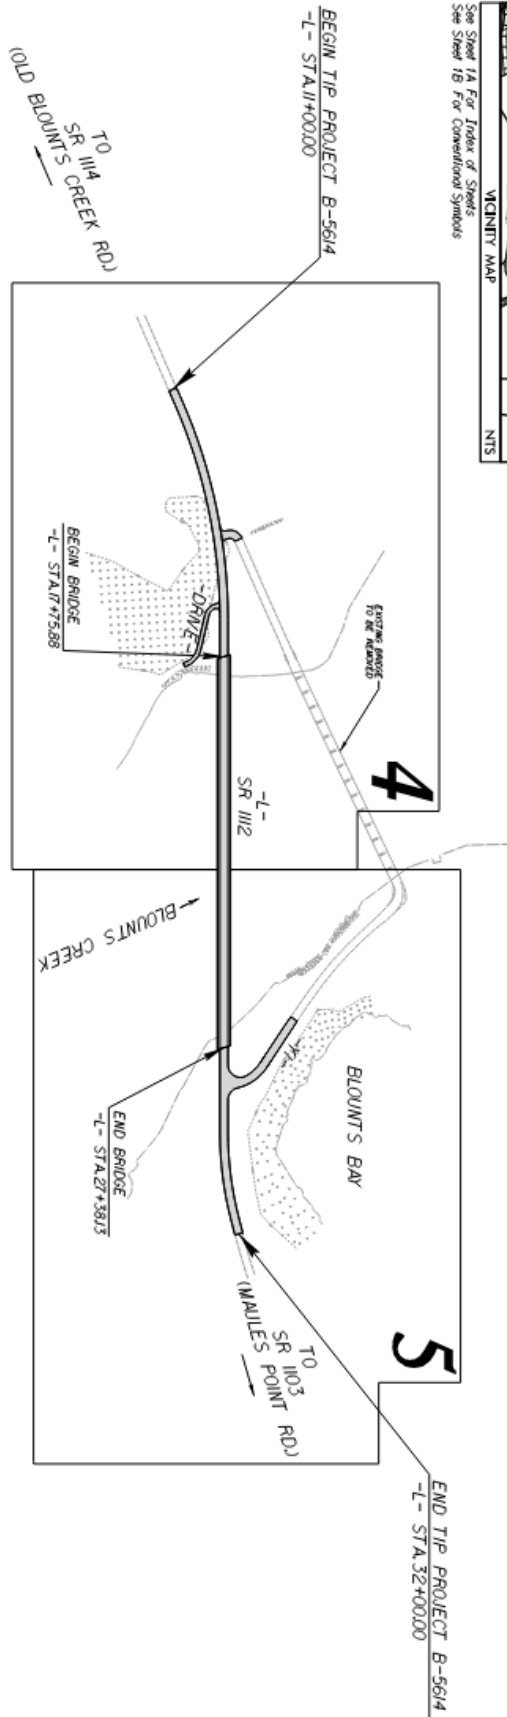 VICINITY MAP
NTS
See Sheet 1A For Index of Sheets
See Sheet 1B For Conventional Symbols
BEGIN TIP PROJECT B-5614
-L- STA.11+00.00
TO
SR 1114
(OLD BLOUNTS CREEK RD.)
BEGIN BRIDGE
-L- STA.17+75.88
-DRIVE-
EXISTING BRIDGE
TO BE REMOVED
4
-L-
SR 1112
BLOUNTS CREEK
-Y1-
BLOUNTS BAY
END BRIDGE
-L- STA.27+38.13
5
TO
SR 1103
(MAULES POINT RD.)
END TIP PROJECT B-5614
-L- STA.32+00.00